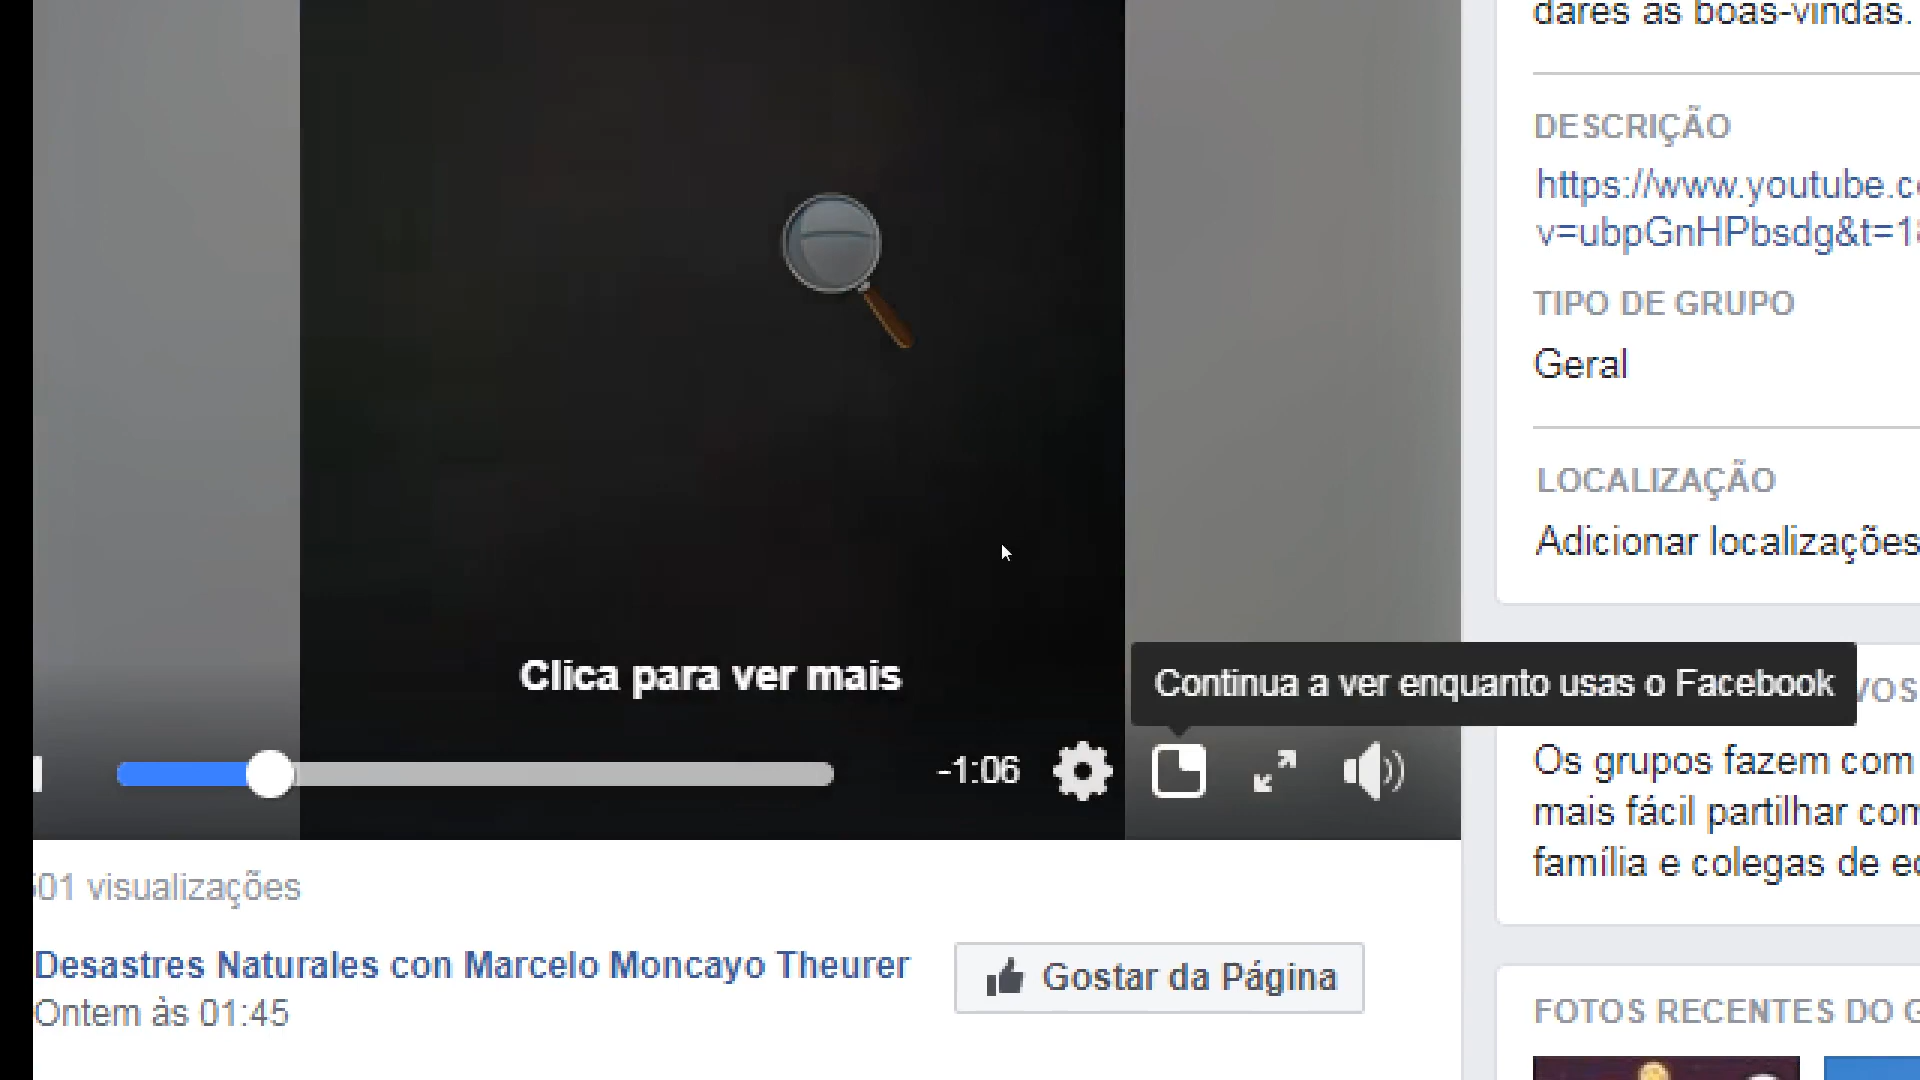 dares as boas-vindas.
DESCRIÇÃO
https://www.youtube.c
v=ubpGnHPbsdg&t=1
TIPO DE GRUPO
Geral
LOCALIZAÇÃO
Adicionar localizações
Clica para ver mais
Continua a ver enquanto usas o Facebook
-1:06
Os grupos fazem com
mais fácil partilhar com
família e colegas de
01 visualizações
Desastres Naturales con Marcelo Moncayo Theurer
Gostar da Página
Ontem às 01:45
FOTOS RECENTES DO